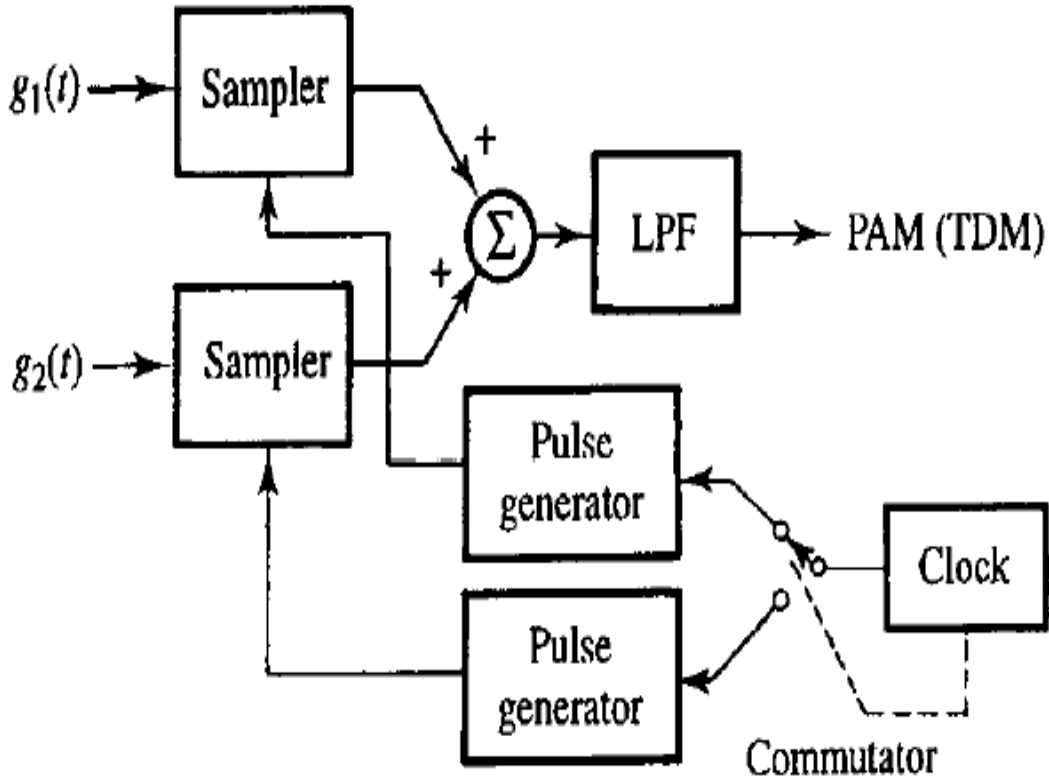 g₁(t)
Sampler
+
Σ
LPF
PAM (TDM)
+
g₂(t)
Sampler
Pulse
generator
Clock
Pulse
generator
Commutator